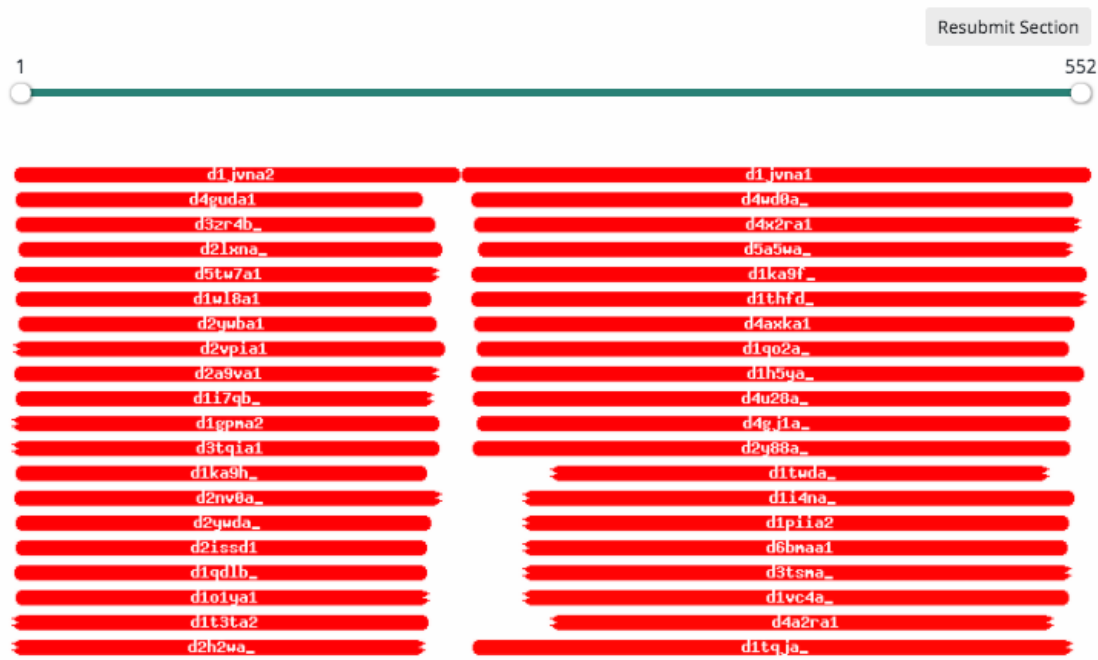 Resubmit Section
1 552
d1jvna2 d1jvna1
d4guda1 d4wd0a_
d3zr4b_ d4x2ra1
d2lxna_ d5a5wa_
d5tw7a1 d1ka9f_
d1wl8a1 d1thfd_
d2ywba1 d4axka1
d2vpia1 d1qo2a_
d2a9va1 d1h5ya_
d1i7qb_ d4u28a_
d1gpma2 d4gj1a_
d3tqia1 d2y88a_
d1ka9h_ d1twda_
d2nv0a_ d1i4na_
d2ywda_ d1piia2
d2issd1 d6bmaa1
d1qdlb_ d3tsma_
d1o1ya1 d1vc4a_
d1t3ta2 d4a2ra1
d2h2wa_ d1tqja_